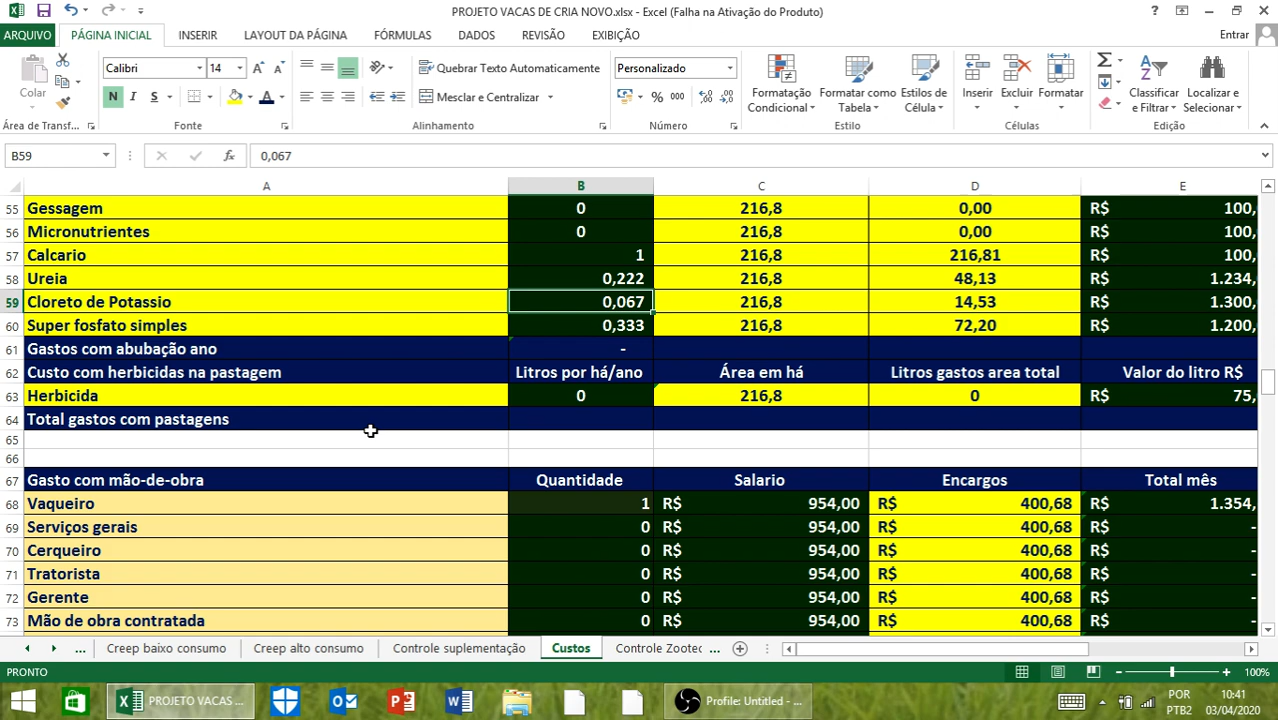 PROJETO VACAS DE CRIA NOVO.xlsx - Excel (Falha na Ativação do Produto)
ARQUIVO PÁGINA INICIAL INSERIR LAYOUT DA PÁGINA FÓRMULAS DADOS REVISÃO EXIBIÇÃO Entrar
Colar
Calibri 14
N I S
Quebrar Texto Automaticamente
Mesclar e Centralizar
Personalizado
% 000
Formatação Condicional
Formatar como Tabela
Estilos de Célula
Inserir
Excluir
Formatar
Classificar e Filtrar
Localizar e Selecionar
Área de Transf... Fonte Alinhamento Número Estilo Células Edição
B59 fx 0,067
A B C D E
55 Gessagem 0 216,8 0,00 R$ 100,
56 Micronutrientes 0 216,8 0,00 R$ 100,
57 Calcario 1 216,8 216,81 R$ 100,
58 Ureia 0,222 216,8 48,13 R$ 1.234,
59 Cloreto de Potassio 0,067 216,8 14,53 R$ 1.300,
60 Super fosfato simples 0,333 216,8 72,20 R$ 1.200,
61 Gastos com abubação ano -
62 Custo com herbicidas na pastagem Litros por há/ano Área em há Litros gastos area total Valor do litro R$
63 Herbicida 0 216,8 0 R$ 75,
64 Total gastos com pastagens
65
66
67 Gasto com mão-de-obra Quantidade Salario Encargos Total mês
68 Vaqueiro 1 R$ 954,00 R$ 400,68 R$ 1.354,
69 Serviços gerais 0 R$ 954,00 R$ 400,68 R$ -
70 Cerqueiro 0 R$ 954,00 R$ 400,68 R$ -
71 Tratorista 0 R$ 954,00 R$ 400,68 R$ -
72 Gerente 0 R$ 954,00 R$ 400,68 R$ -
73 Mão de obra contratada 0 R$ 954,00 R$ 400,68 R$ -
... Creep baixo consumo Creep alto consumo Controle suplementação Custos Controle Zootec ...
PRONTO 100%
PROJETO VACAS ... Profile: Untitled - ... POR 10:41
PTB2 03/04/2020